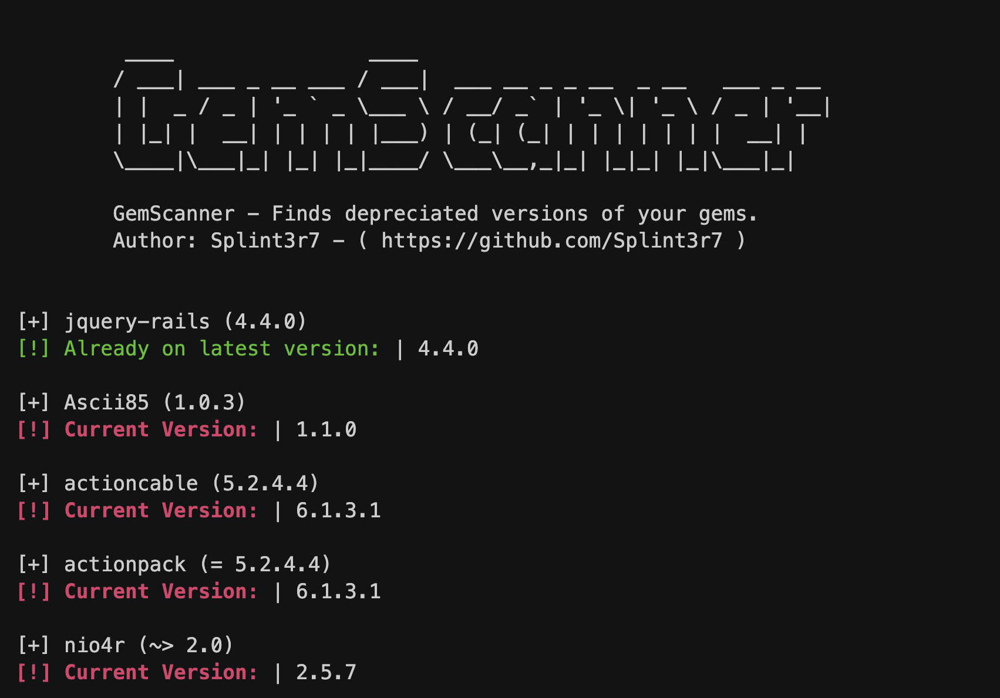 ____                ____
 / ___| ___ _ __ ___ / ___|  ___ __ _ _ __  _ __   ___ _ __
| |  _ / _ | '_ ` _ \___ \ / __/ _` | '_ \| '_ \ / _ | '__|
| |_| |  __| | | | | |___) | (_| (_| | | | | | | |  __| |
\____|\___|_| |_| |_|____/ \___\__,_|_| |_|_| |_|\___|_|
GemScanner - Finds depreciated versions of your gems.
Author: Splint3r7 - ( https://github.com/Splint3r7 )
[+] jquery-rails (4.4.0)
[!] Already on latest version: | 4.4.0
[+] Ascii85 (1.0.3)
[!] Current Version: | 1.1.0
[+] actioncable (5.2.4.4)
[!] Current Version: | 6.1.3.1
[+] actionpack (= 5.2.4.4)
[!] Current Version: | 6.1.3.1
[+] nio4r (~> 2.0)
[!] Current Version: | 2.5.7